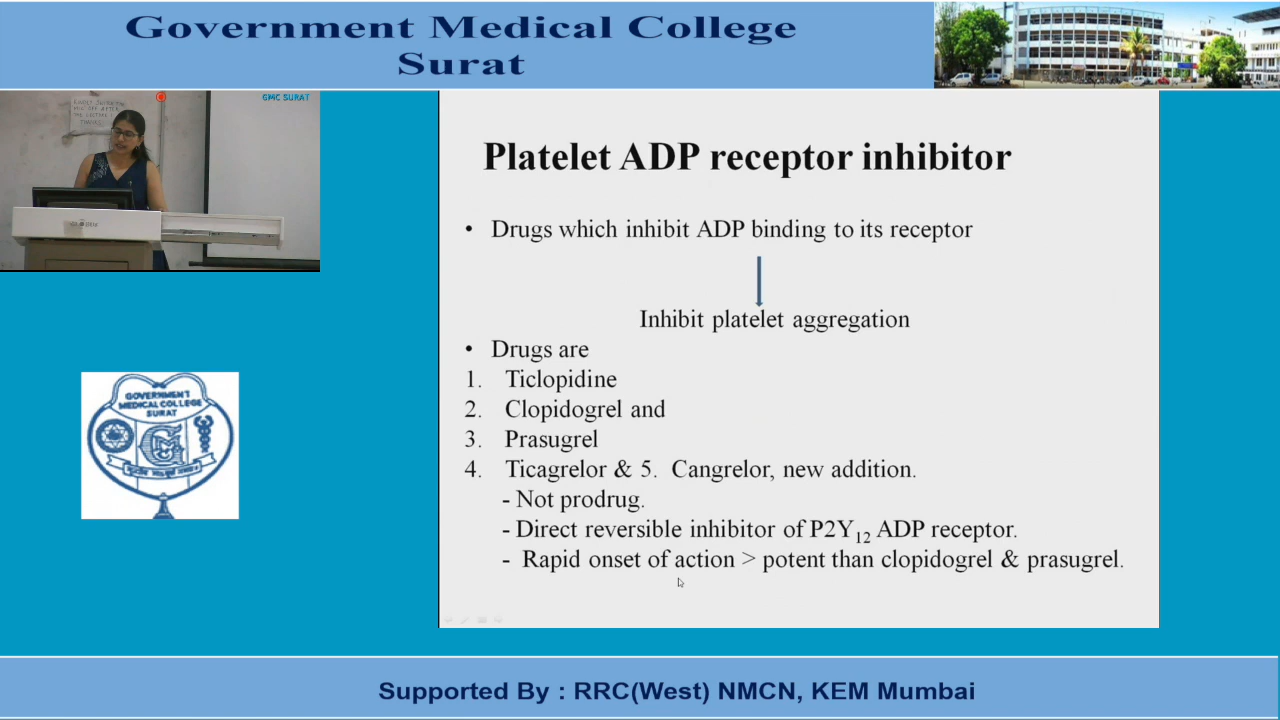 Government Medical College
Surat
GMC SURAT
Platelet ADP receptor inhibitor
• Drugs which inhibit ADP binding to its receptor
Inhibit platelet aggregation
• Drugs are
1. Ticlopidine
2. Clopidogrel and
3. Prasugrel
4. Ticagrelor & 5. Cangrelor, new addition.
- Not prodrug.
- Direct reversible inhibitor of P2Y12 ADP receptor.
- Rapid onset of action > potent than clopidogrel & prasugrel.
GOVERNMENT
MEDICAL COLLEGE
SURAT
Supported By : RRC(West) NMCN, KEM Mumbai